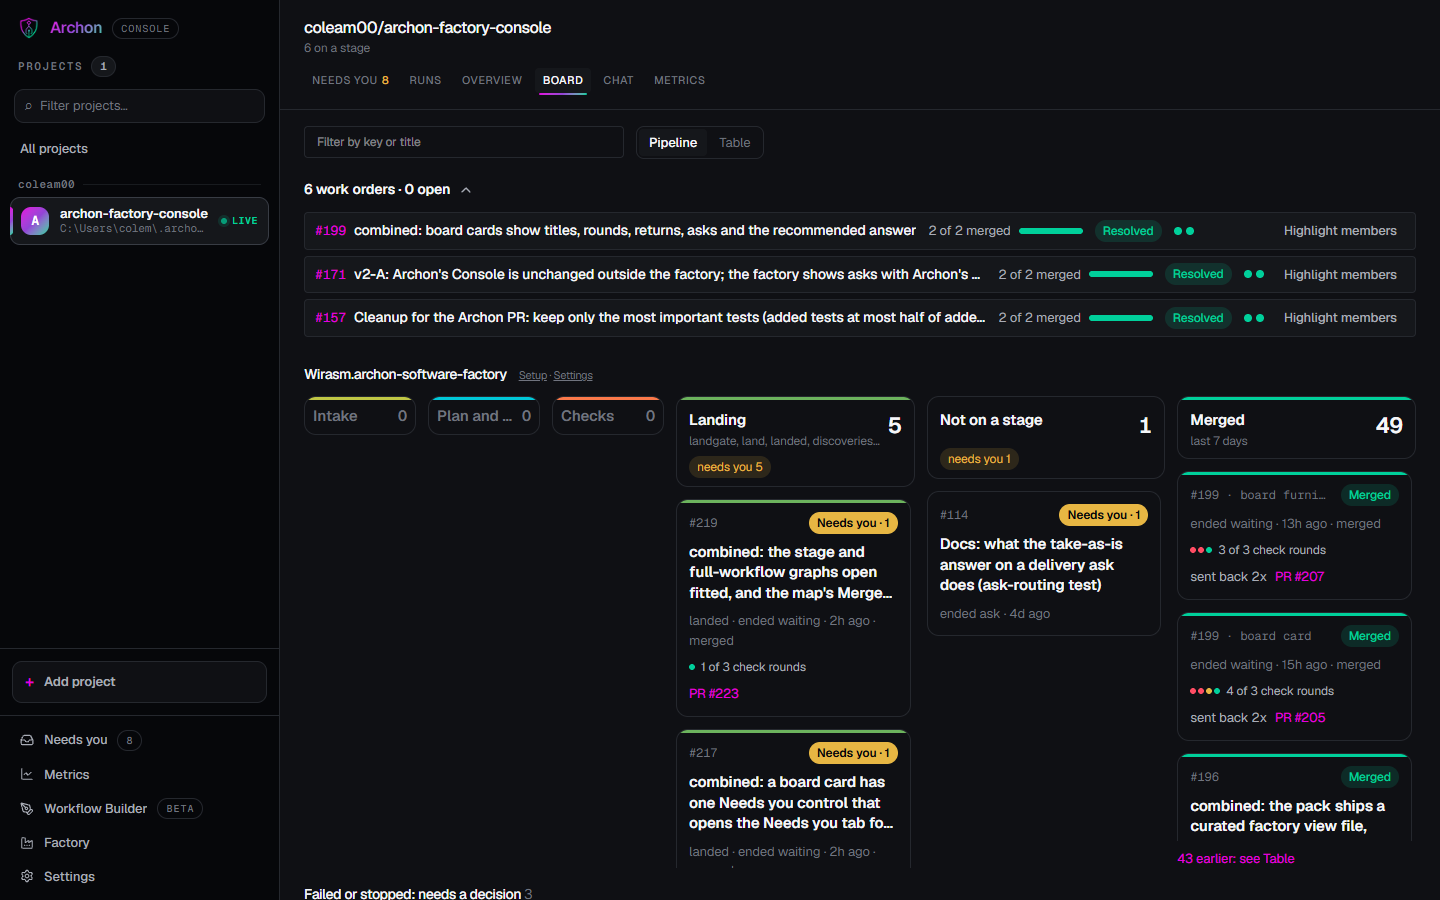 Archon CONSOLE
PROJECTS 1
Filter projects...
All projects
coleam00
A
archon-factory-console
C:\Users\colem\.archo…
LIVE
Add project
Needs you 8
Metrics
Workflow Builder BETA
Factory
Settings
coleam00/archon-factory-console
6 on a stage
NEEDS YOU 8 RUNS OVERVIEW BOARD CHAT METRICS
Filter by key or title
Pipeline Table
6 work orders · 0 open
#199 combined: board cards show titles, rounds, returns, asks and the recommended answer 2 of 2 merged Resolved Highlight members
#171 v2-A: Archon's Console is unchanged outside the factory; the factory shows asks with Archon's ... 2 of 2 merged Resolved Highlight members
#157 Cleanup for the Archon PR: keep only the most important tests (added tests at most half of adde... 2 of 2 merged Resolved Highlight members
Wirasm.archon-software-factory Setup · Settings
Intake 0
Plan and ... 0
Checks 0
Landing 5
landgate, land, landed, discoveries...
needs you 5
#219 Needs you · 1
combined: the stage and
full-workflow graphs open
fitted, and the map's Merge...
landed · ended waiting · 2h ago ·
merged
1 of 3 check rounds
PR #223
#217 Needs you · 1
combined: a board card has
one Needs you control that
opens the Needs you tab fo...
landed · ended waiting · 2h ago ·
Not on a stage 1
needs you 1
#114 Needs you · 1
Docs: what the take-as-is
answer on a delivery ask
does (ask-routing test)
ended ask · 4d ago
Merged 49
last 7 days
#199 · board furni… Merged
ended waiting · 13h ago · merged
3 of 3 check rounds
sent back 2x PR #207
#199 · board card Merged
ended waiting · 15h ago · merged
4 of 3 check rounds
sent back 2x PR #205
#196 Merged
combined: the pack ships a
curated factory view file,
43 earlier: see Table
Failed or stopped: needs a decision 3